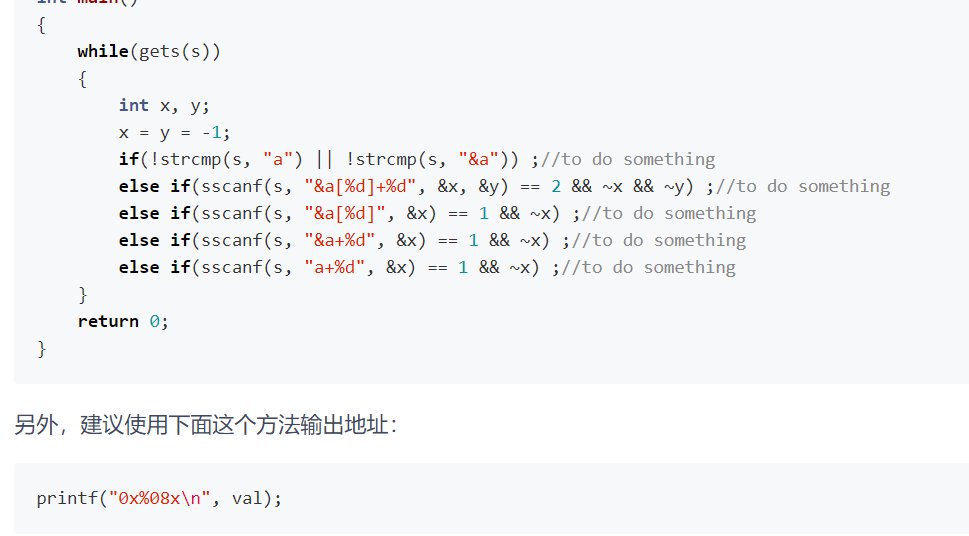 int main()
{
    while(gets(s))
    {
        int x, y;
        x = y = -1;
        if(!strcmp(s, "a") || !strcmp(s, "&a")) ;//to do something
        else if(sscanf(s, "&a[%d]+%d", &x, &y) == 2 && ~x && ~y) ;//to do something
        else if(sscanf(s, "&a[%d]", &x) == 1 && ~x) ;//to do something
        else if(sscanf(s, "&a+%d", &x) == 1 && ~x) ;//to do something
        else if(sscanf(s, "a+%d", &x) == 1 && ~x) ;//to do something
    }
    return 0;
}
另外，建议使用下面这个方法输出地址：
printf("0x%08x\n", val);